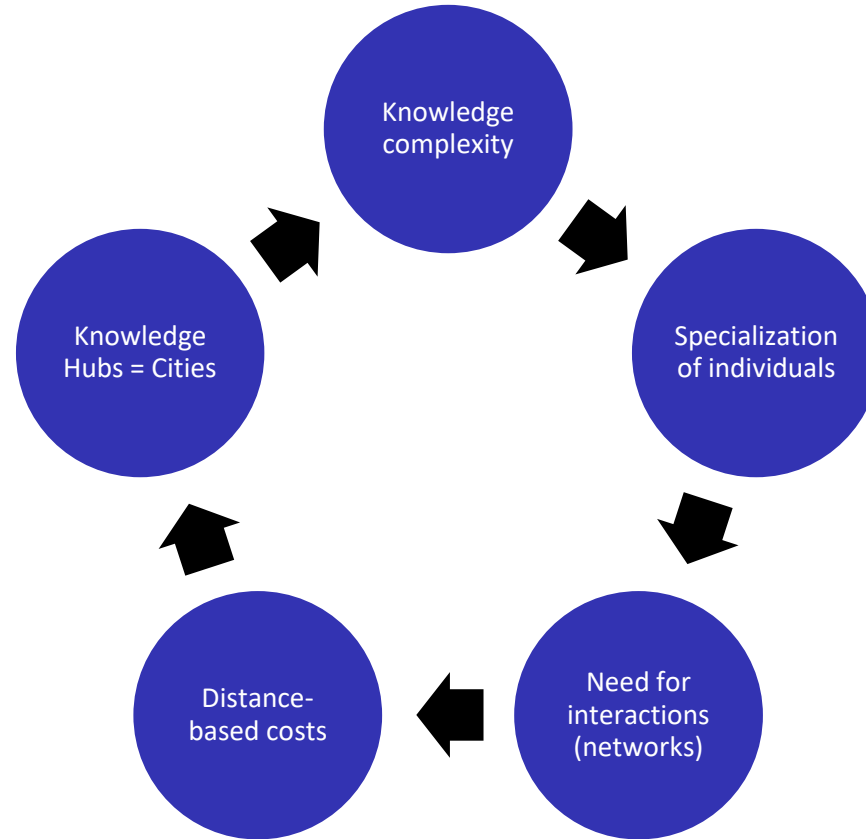 Knowledge
complexity
Specialization
of individuals
Need for
interactions
(networks)
Distance-
based costs
Knowledge
Hubs = Cities